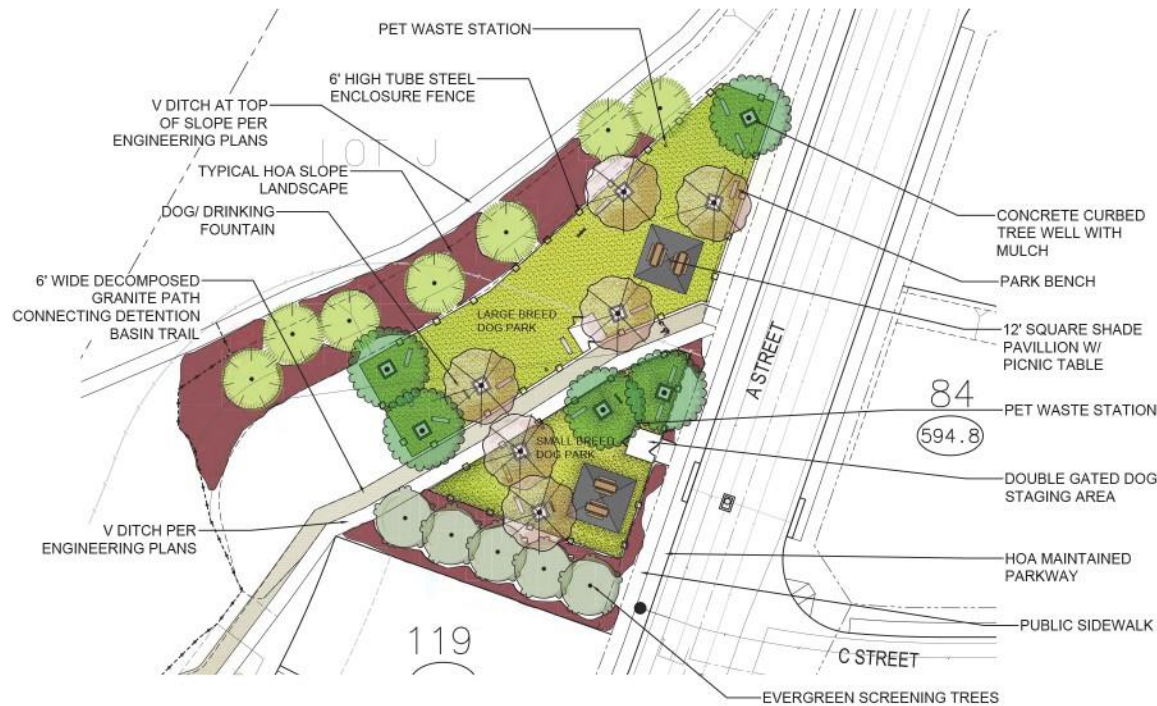 PET WASTE STATION
6' HIGH TUBE STEEL
ENCLOSURE FENCE
V DITCH AT TOP
OF SLOPE PER
ENGINEERING PLANS
LOT J
TYPICAL HOA SLOPE
LANDSCAPE
DOG/ DRINKING
FOUNTAIN
6' WIDE DECOMPOSED
GRANITE PATH
CONNECTING DETENTION
BASIN TRAIL
V DITCH PER
ENGINEERING PLANS
LARGE BREED
DOG PARK
SMALL BREED
DOG PARK
119
A STREET
C STREET
84
594.8
CONCRETE CURBED
TREE WELL WITH
MULCH
PARK BENCH
12' SQUARE SHADE
PAVILLION W/
PICNIC TABLE
PET WASTE STATION
DOUBLE GATED DOG
STAGING AREA
HOA MAINTAINED
PARKWAY
PUBLIC SIDEWALK
EVERGREEN SCREENING TREES